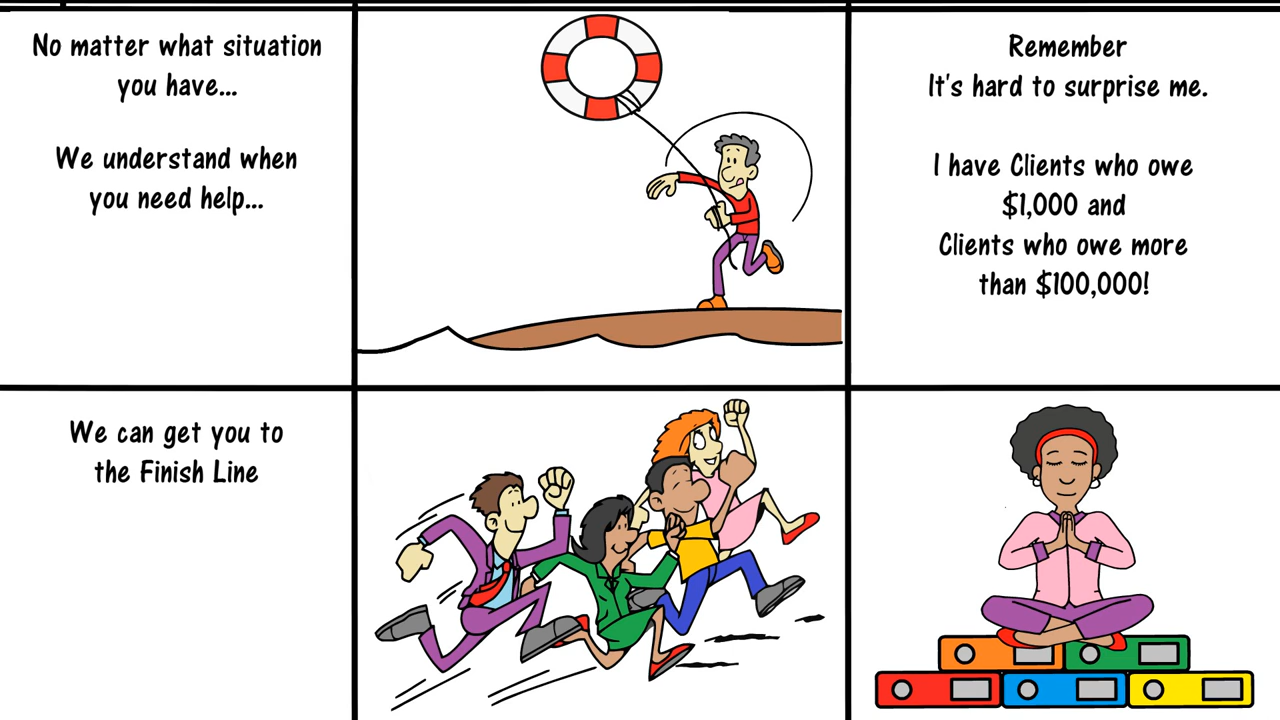 No matter what situation
you have...
We understand when
you need help...
Remember
It's hard to surprise me.
I have Clients who owe
$1,000 and
Clients who owe more
than $100,000!
We can get you to
the Finish Line